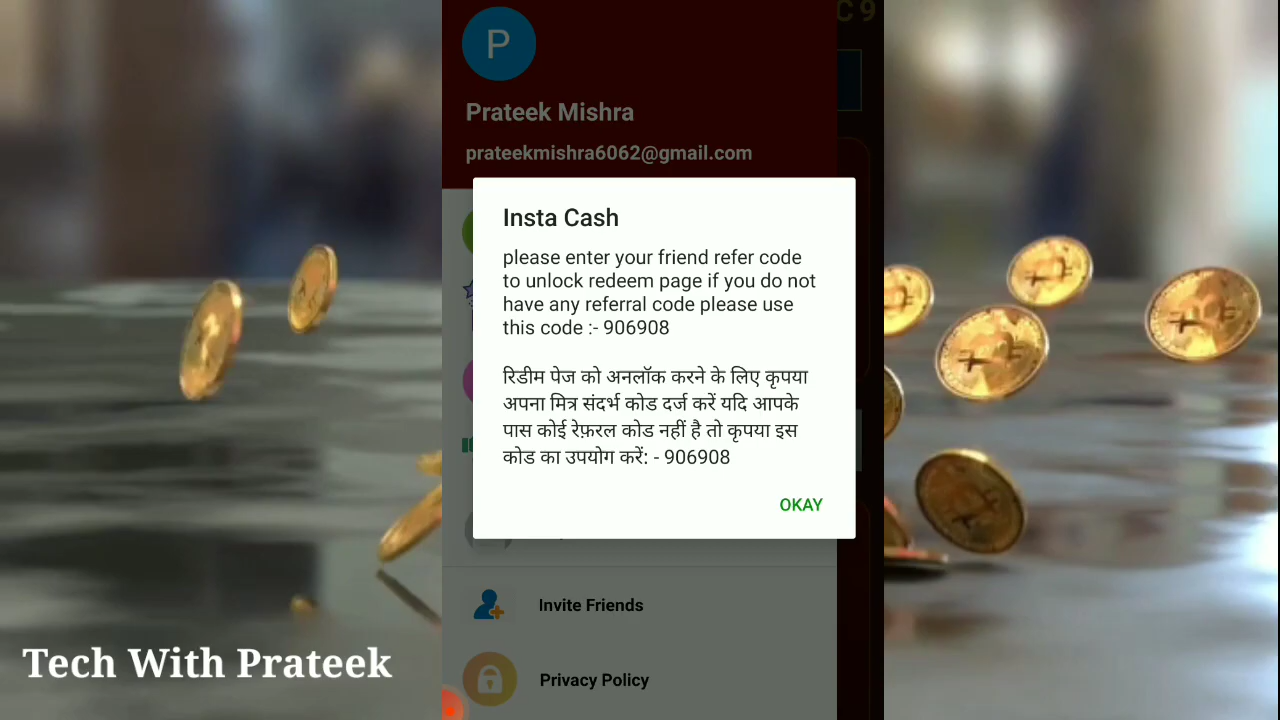 C 9
P
Prateek Mishra
prateekmishra6062@gmail.com
Insta Cash
please enter your friend refer code
to unlock redeem page if you do not
have any referral code please use
this code :- 906908
रिडीम पेज को अनलॉक करने के लिए कृपया
अपना मित्र संदर्भ कोड दर्ज करें यदि आपके
पास कोई रेफ़रल कोड नहीं है तो कृपया इस
कोड का उपयोग करें: - 906908
OKAY
Invite Friends
Privacy Policy
Tech With Prateek